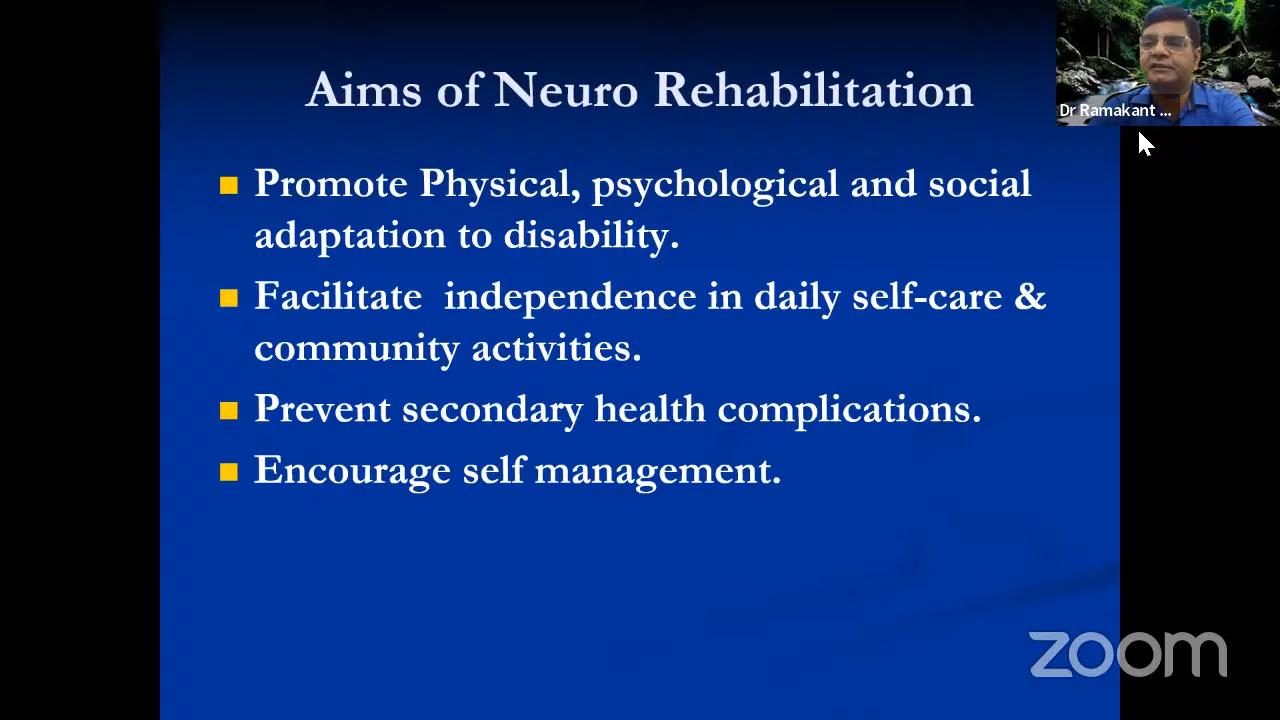 Aims of Neuro Rehabilitation
Dr Ramakant ...
Promote Physical, psychological and social
adaptation to disability.
Facilitate independence in daily self-care &
community activities.
Prevent secondary health complications.
Encourage self management.
zoom